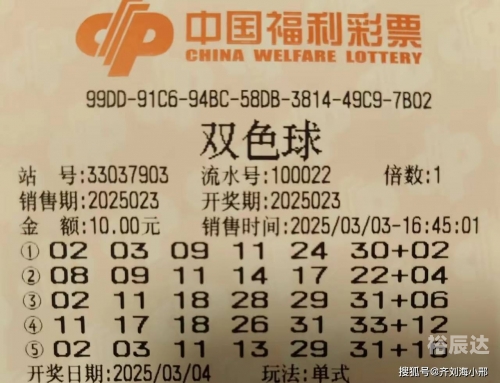 中国福利彩票
CHINA WELFARE LOTTERY
99DD-91C6-94BC-58DB-3814-49C9-7B02
双色球
站 号:33037903 流水号:100022 倍数:1
销售期:2025023 开奖期:2025023
金 额:10.00元 销售时间:2025/03/03-16:45:01
① 02 03 09 11 24 30+02
② 08 09 11 14 17 22+04
③ 02 11 18 28 29 31+06
④ 11 17 18 26 31 33+12
⑤ 02 03 11 13 29 31+16
开奖日期:2025/03/04 玩法:单式
裕辰达
搜狐号@齐刘海小邢